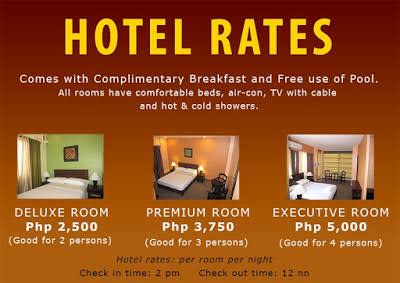 HOTEL RATES
Comes with Complimentary Breakfast and Free use of Pool.
All rooms have comfortable beds, air-con, TV with cable
and hot & cold showers.
DELUXE ROOM
Php 2,500
(Good for 2 persons)
PREMIUM ROOM
Php 3,750
(Good for 3 persons)
EXECUTIVE ROOM
Php 5,000
(Good for 4 persons)
Hotel rates: per room per night
Check in time: 2 pm Check out time: 12 nn